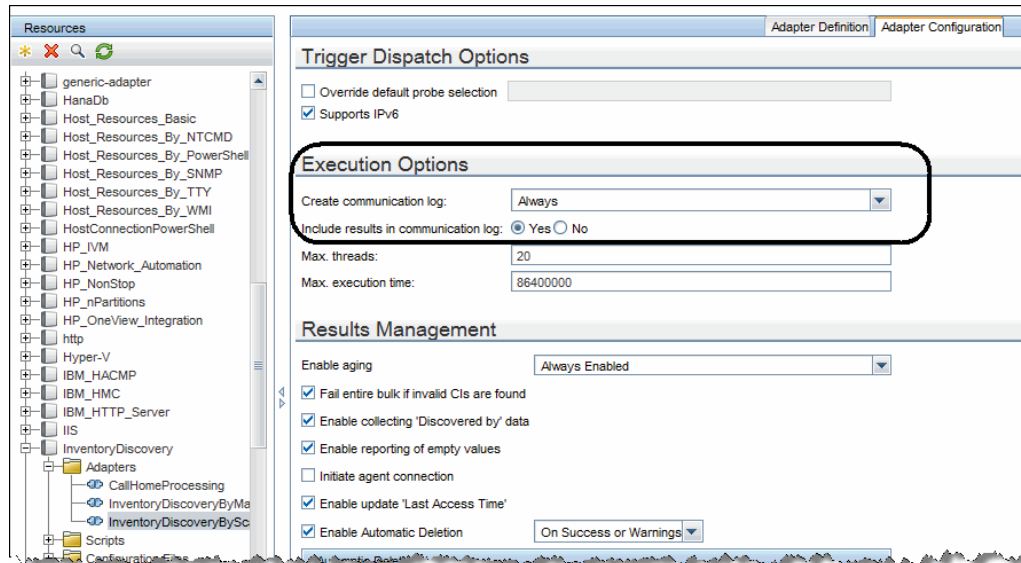 Resources
generic-adapter
HanaDb
Host_Resources_Basic
Host_Resources_By_NTCMD
Host_Resources_By_PowerShell
Host_Resources_By_SNMP
Host_Resources_By_TTY
Host_Resources_By_WMI
HostConnectionPowerShell
HP_IVM
HP_Network_Automation
HP_NonStop
HP_nPartitions
HP_OneView_Integration
http
Hyper-V
IBM_HACMP
IBM_HMC
IBM_HTTP_Server
IIS
InventoryDiscovery
Adapters
CallHomeProcessing
InventoryDiscoveryByMa
InventoryDiscoveryBySc
Scripts
Configuration Files
Adapter Definition Adapter Configuration
Trigger Dispatch Options
Override default probe selection
Supports IPv6
Execution Options
Create communication log: Always
Include results in communication log: Yes No
Max. threads: 20
Max. execution time: 86400000
Results Management
Enable aging Always Enabled
Fail entire bulk if invalid CIs are found
Enable collecting 'Discovered by' data
Enable reporting of empty values
Initiate agent connection
Enable update 'Last Access Time'
Enable Automatic Deletion On Success or Warnings